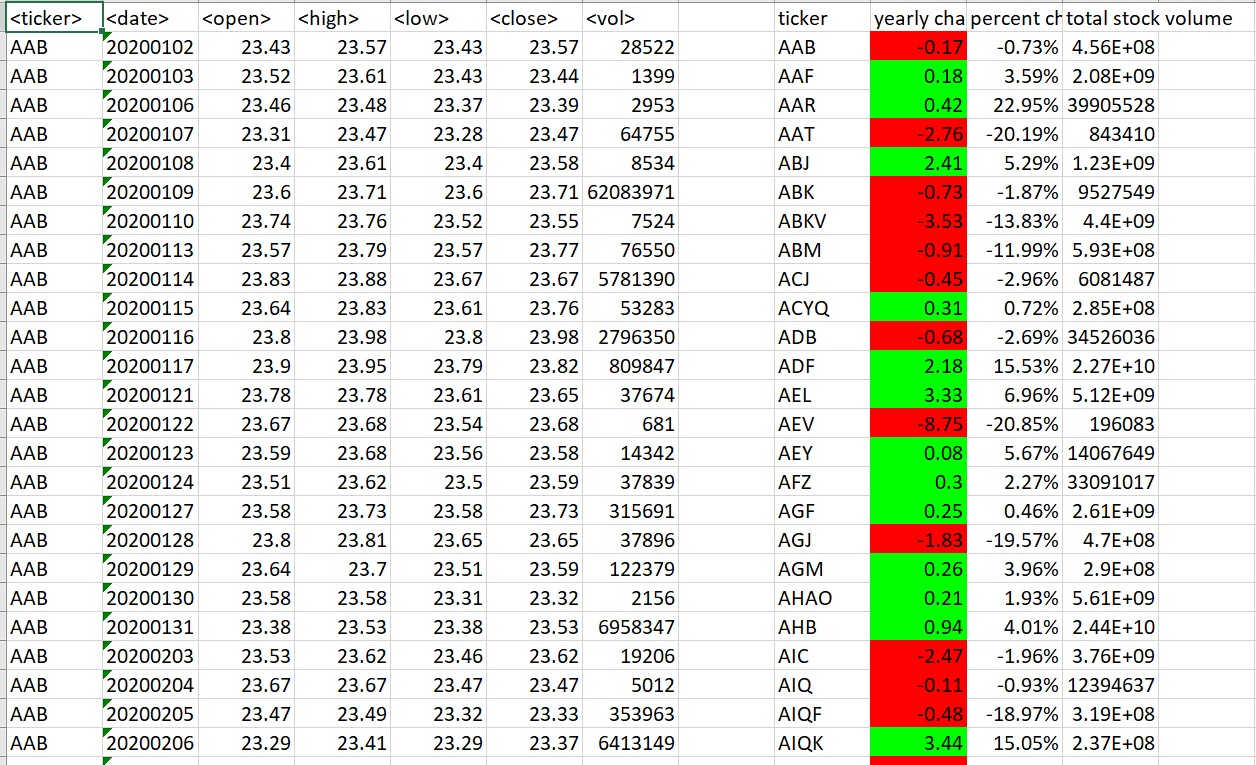 <ticker> <date> <open> <high> <low> <close> <vol> ticker yearly cha percent ch total stock volume
AAB 20200102 23.43 23.57 23.43 23.57 28522 AAB -0.17 -0.73% 4.56E+08
AAB 20200103 23.52 23.61 23.43 23.44 1399 AAF 0.18 3.59% 2.08E+09
AAB 20200106 23.46 23.48 23.37 23.39 2953 AAR 0.42 22.95% 39905528
AAB 20200107 23.31 23.47 23.28 23.47 64755 AAT -2.76 -20.19% 843410
AAB 20200108 23.4 23.61 23.4 23.58 8534 ABJ 2.41 5.29% 1.23E+09
AAB 20200109 23.6 23.71 23.6 23.71 62083971 ABK -0.73 -1.87% 9527549
AAB 20200110 23.74 23.76 23.52 23.55 7524 ABKV -3.53 -13.83% 4.4E+09
AAB 20200113 23.57 23.79 23.57 23.77 76550 ABM -0.91 -11.99% 5.93E+08
AAB 20200114 23.83 23.88 23.67 23.67 5781390 ACJ -0.45 -2.96% 6081487
AAB 20200115 23.64 23.83 23.61 23.76 53283 ACYQ 0.31 0.72% 2.85E+08
AAB 20200116 23.8 23.98 23.8 23.98 2796350 ADB -0.68 -2.69% 34526036
AAB 20200117 23.9 23.95 23.79 23.82 809847 ADF 2.18 15.53% 2.27E+10
AAB 20200121 23.78 23.78 23.61 23.65 37674 AEL 3.33 6.96% 5.12E+09
AAB 20200122 23.67 23.68 23.54 23.68 681 AEV -8.75 -20.85% 196083
AAB 20200123 23.59 23.68 23.56 23.58 14342 AEY 0.08 5.67% 14067649
AAB 20200124 23.51 23.62 23.5 23.59 37839 AFZ 0.3 2.27% 33091017
AAB 20200127 23.58 23.73 23.58 23.73 315691 AGF 0.25 0.46% 2.61E+09
AAB 20200128 23.8 23.81 23.65 23.65 37896 AGJ -1.83 -19.57% 4.7E+08
AAB 20200129 23.64 23.7 23.51 23.59 122379 AGM 0.26 3.96% 2.9E+08
AAB 20200130 23.58 23.58 23.31 23.32 2156 AHAO 0.21 1.93% 5.61E+09
AAB 20200131 23.38 23.53 23.38 23.53 6958347 AHB 0.94 4.01% 2.44E+10
AAB 20200203 23.53 23.62 23.46 23.62 19206 AIC -2.47 -1.96% 3.76E+09
AAB 20200204 23.67 23.67 23.47 23.47 5012 AIQ -0.11 -0.93% 12394637
AAB 20200205 23.47 23.49 23.32 23.33 353963 AIQF -0.48 -18.97% 3.19E+08
AAB 20200206 23.29 23.41 23.29 23.37 6413149 AIQK 3.44 15.05% 2.37E+08